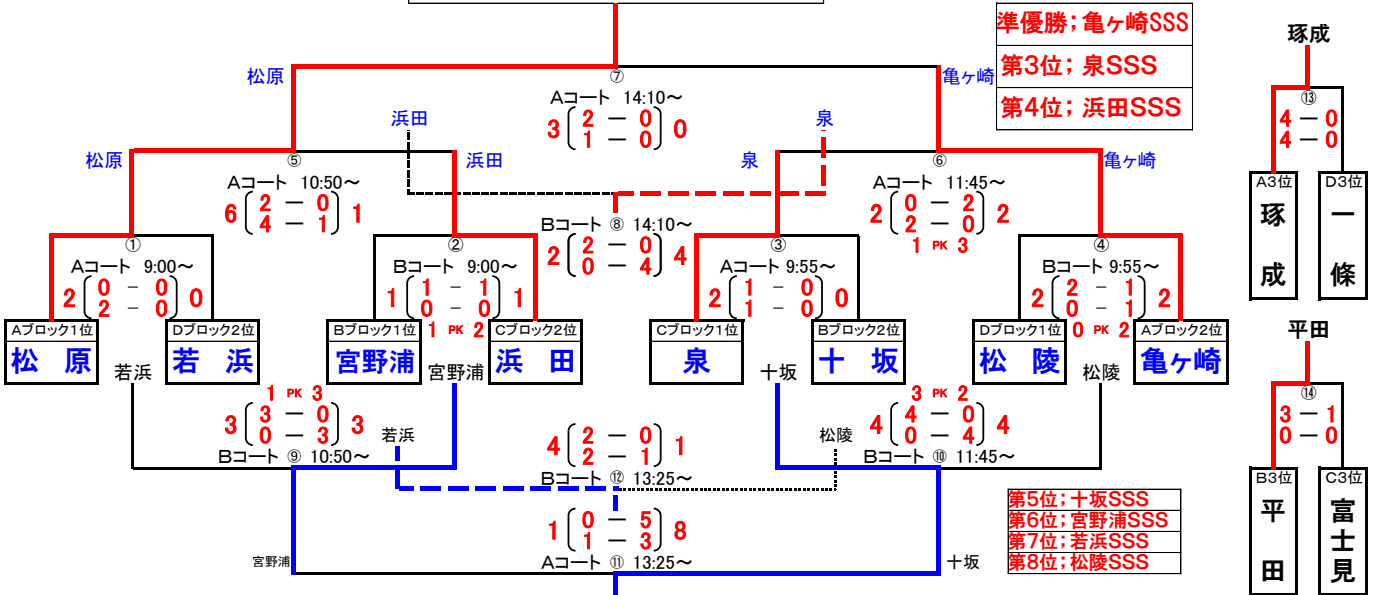 準優勝；亀ヶ崎SSS
第3位；泉SSS
第4位；浜田SSS
琢成
松原
⑦
亀ヶ崎
Aコート 14:10～
3 2 － 0 0
1 － 0
浜田
泉
⑬
4 － 0
4 － 0
松原
⑤
浜田
泉
⑥
亀ヶ崎
Aコート 10:50～
6 2 － 0 1
4 － 1
Aコート 11:45～
2 0 － 2 2
2 － 0
1 PK 3
A3位
琢成
D3位
一條
Bコート ⑧ 14:10～
2 2 － 0 4
0 － 4
①
Aコート 9:00～
2 0 － 0 0
2 － 0
②
Bコート 9:00～
1 1 － 1 1
0 － 0
1 PK 2
③
Aコート 9:55～
2 1 － 0 0
1 － 0
④
Bコート 9:55～
2 2 － 1 2
0 － 1
0 PK 2
Aブロック1位
松原
Dブロック2位
若浜
Bブロック1位
宮野浦
Cブロック2位
浜田
Cブロック1位
泉
Bブロック2位
十坂
Dブロック1位
松陵
Aブロック2位
亀ヶ崎
平田
若浜
宮野浦
十坂
松陵
1 PK 3
3 3 － 0 3
0 － 3
Bコート ⑨ 10:50～
若浜
4 2 － 0 1
2 － 1
Bコート ⑫ 13:25～
松陵
3 PK 2
4 4 － 0 4
0 － 4
Bコート ⑩ 11:45～
⑭
3 － 1
0 － 0
B3位
平田
C3位
富士見
1 0 － 5 8
1 － 3
Aコート ⑪ 13:25～
宮野浦
十坂
第5位；十坂SSS
第6位；宮野浦SSS
第7位；若浜SSS
第8位；松陵SSS